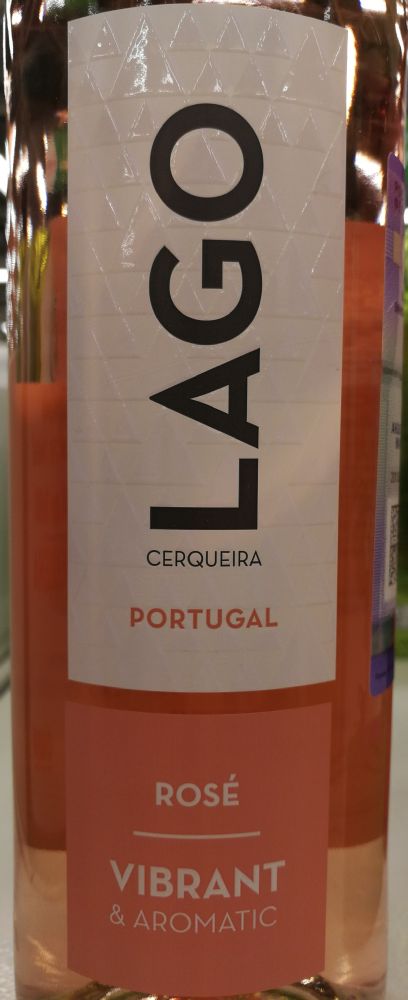 LAGO
CERQUEIRA
PORTUGAL
ROSÉ
VIBRANT
& AROMATIC